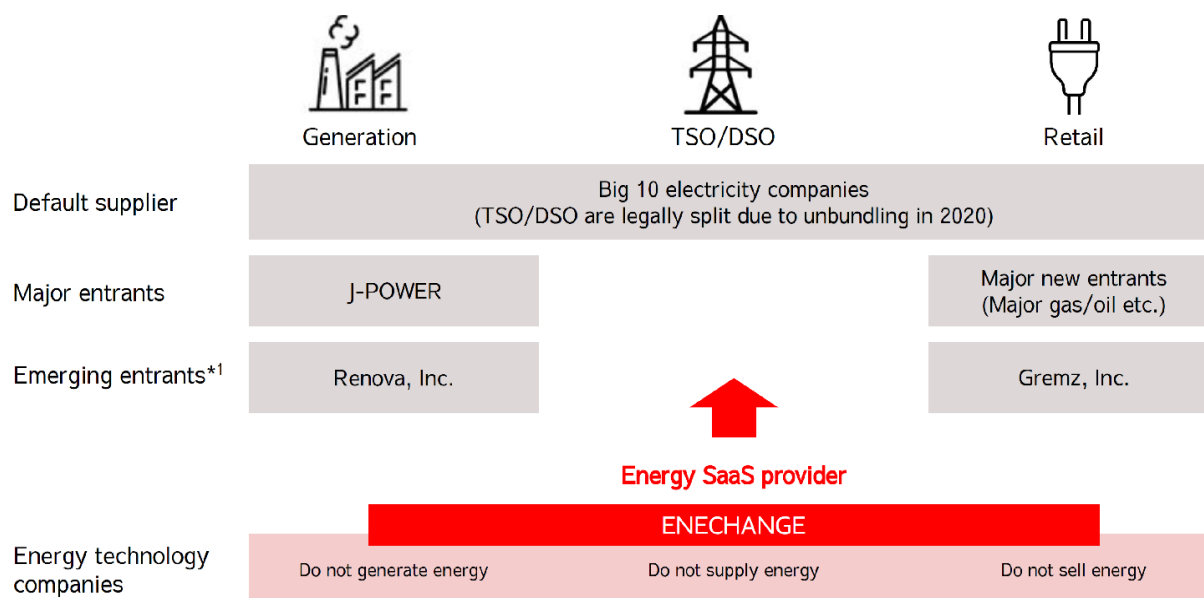 Generation
TSO/DSO
Retail
Default supplier
Big 10 electricity companies
(TSO/DSO are legally split due to unbundling in 2020)
Major entrants
J-POWER
Major new entrants
(Major gas/oil etc.)
Emerging entrants*1
Renova, Inc.
Gremz, Inc.
Energy SaaS provider
ENECHANGE
Energy technology
companies
Do not generate energy
Do not supply energy
Do not sell energy